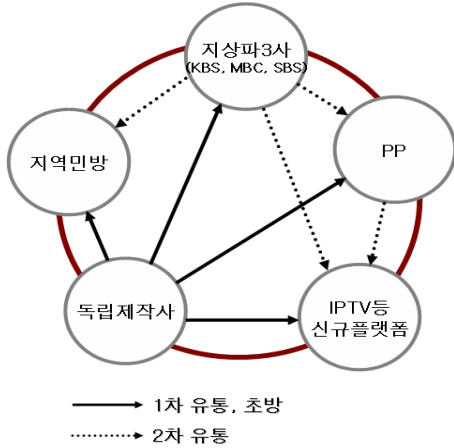 지상파3사
(KBS, MBC, SBS)
지역민방
PP
독립제작사
IPTV등
신규플랫폼
1차 유통, 초방
2차 유통